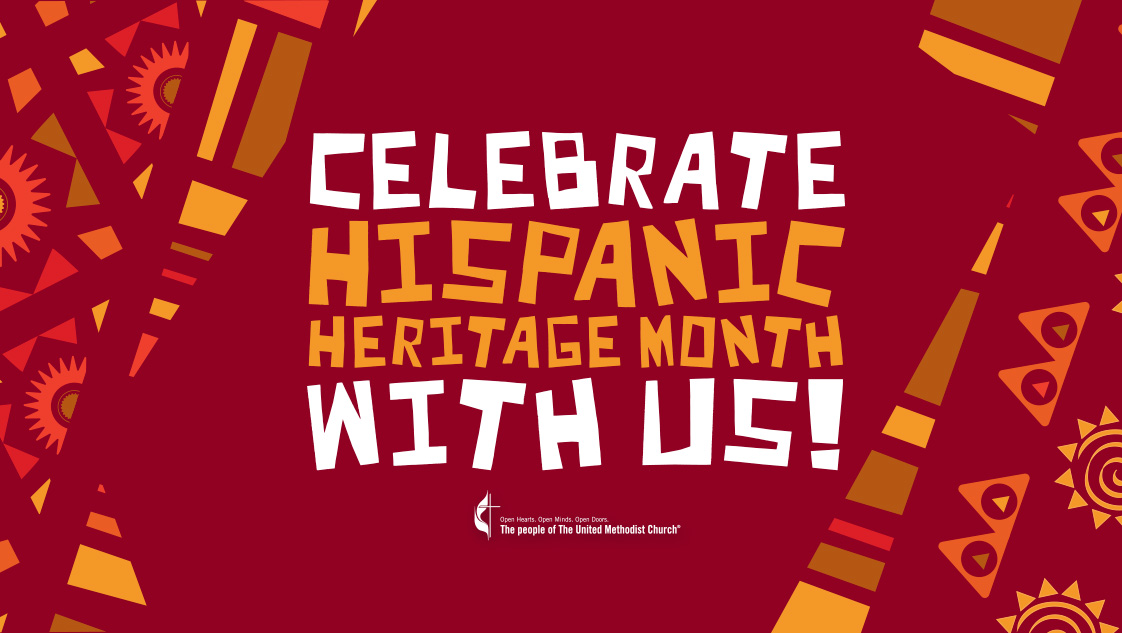 CELEBRATE
HISPANIC
HERITAGE MONTH
WITH US!
Open Hearts. Open Minds. Open Doors.
The people of The United Methodist Church®